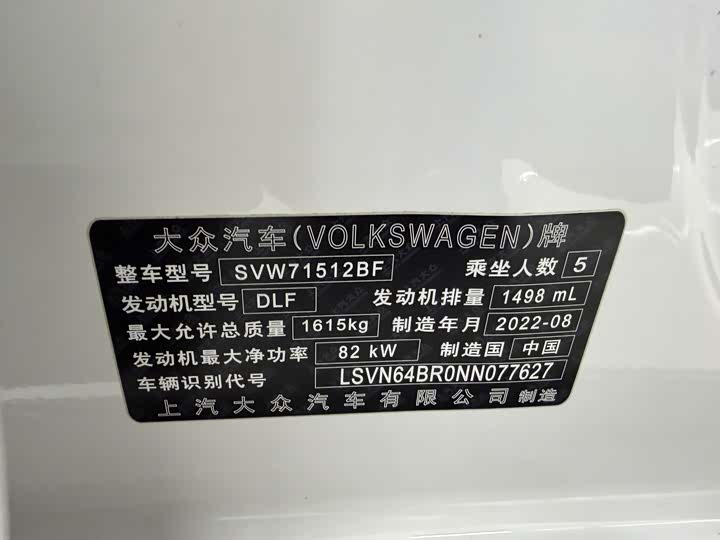 大众汽车(VOLKSWAGEN)牌
整车型号 SVW71512BF 乘坐人数 5
发动机型号 DLF 发动机排量 1498 mL
最大允许总质量 1615kg 制造年月 2022-08
发动机最大净功率 82 kW 制造国 中国
车辆识别代号 LSVN64BR0NN077627
上汽大众汽车有限公司 制造